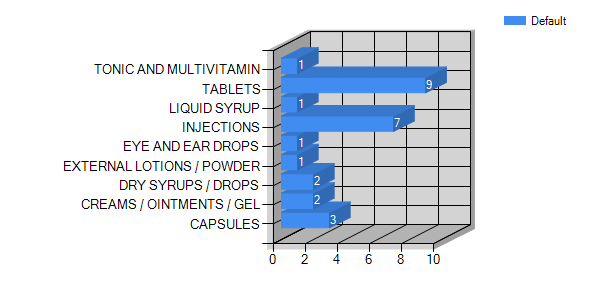 Default
TONIC AND MULTIVITAMIN 1
TABLETS 9
LIQUID SYRUP 1
INJECTIONS 7
EYE AND EAR DROPS 1
EXTERNAL LOTIONS / POWDER 1
DRY SYRUPS / DROPS 2
CREAMS / OINTMENTS / GEL 2
CAPSULES 3
0 2 4 6 8 10